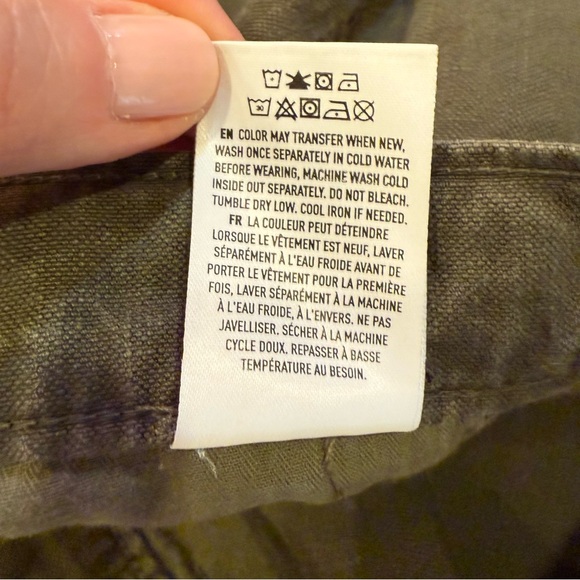 30
EN COLOR MAY TRANSFER WHEN NEW,
WASH ONCE SEPARATELY IN COLD WATER
BEFORE WEARING, MACHINE WASH COLD
INSIDE OUT SEPARATELY. DO NOT BLEACH.
TUMBLE DRY LOW. COOL IRON IF NEEDED.
FR LA COULEUR PEUT DÉTEINDRE
LORSQUE LE VÊTEMENT EST NEUF, LAVER
SÉPARÉMENT À L'EAU FROIDE AVANT DE
PORTER LE VÊTEMENT POUR LA PREMIÈRE
FOIS, LAVER SÉPARÉMENT À LA MACHINE
À L'EAU FROIDE, À L'ENVERS. NE PAS
JAVELLISER. SÉCHER À LA MACHINE
CYCLE DOUX. REPASSER À BASSE
TEMPÉRATURE AU BESOIN.